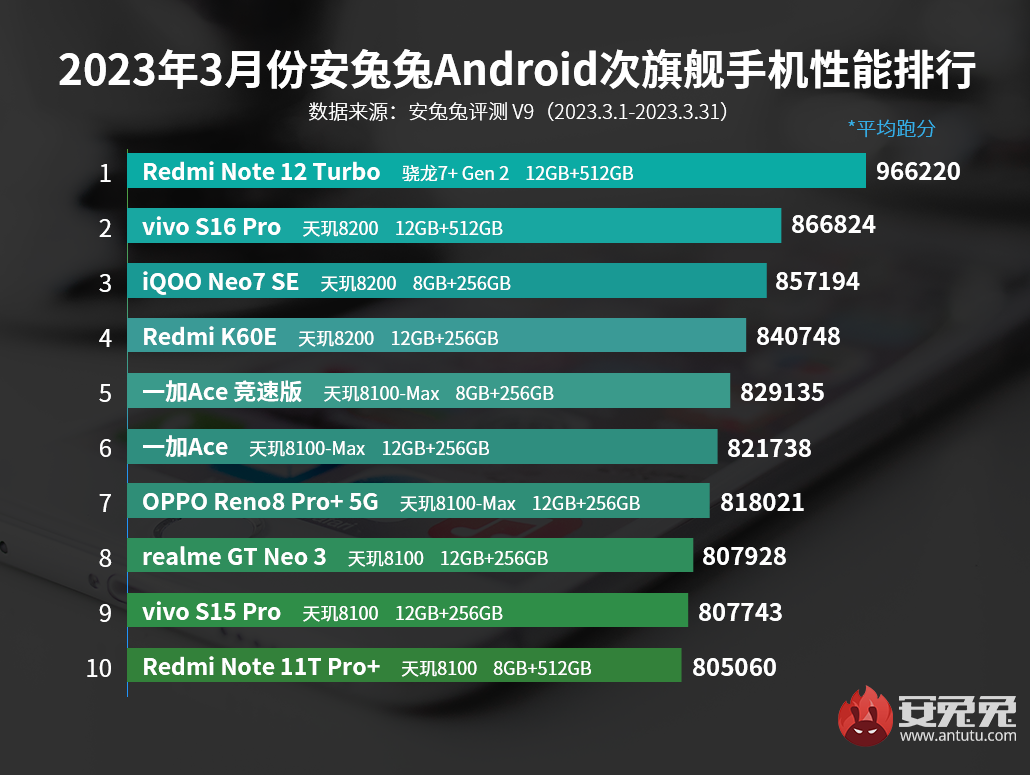 2023年3月份安兔兔Android次旗舰手机性能排行
数据来源：安兔兔评测 V9（2023.3.1-2023.3.31）
*平均跑分
1 Redmi Note 12 Turbo 骁龙7+ Gen 2 12GB+512GB 966220
2 vivo S16 Pro 天玑8200 12GB+512GB 866824
3 iQOO Neo7 SE 天玑8200 8GB+256GB 857194
4 Redmi K60E 天玑8200 12GB+256GB 840748
5 一加Ace 竞速版 天玑8100-Max 8GB+256GB 829135
6 一加Ace 天玑8100-Max 12GB+256GB 821738
7 OPPO Reno8 Pro+ 5G 天玑8100-Max 12GB+256GB 818021
8 realme GT Neo 3 天玑8100 12GB+256GB 807928
9 vivo S15 Pro 天玑8100 12GB+256GB 807743
10 Redmi Note 11T Pro+ 天玑8100 8GB+512GB 805060
安兔兔
www.antutu.com